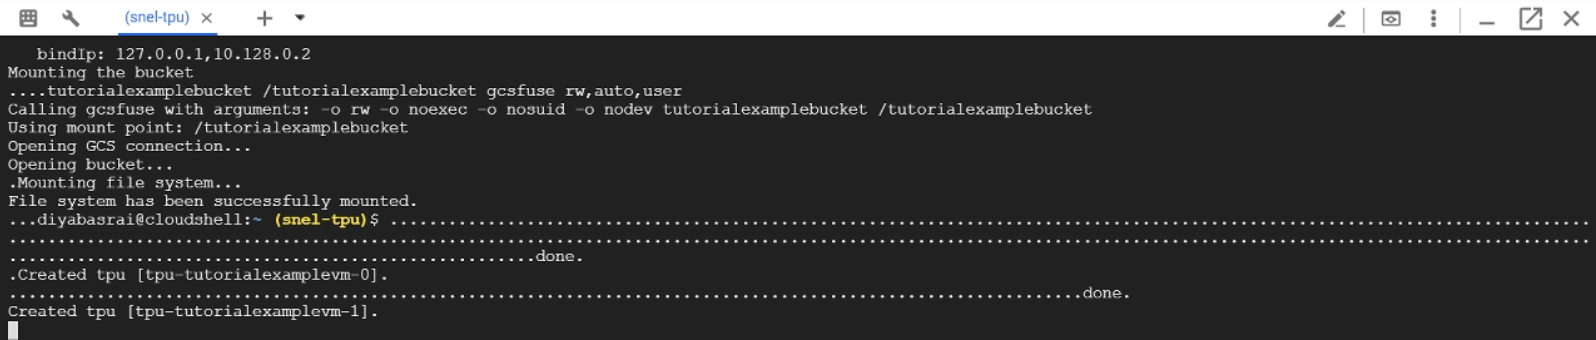 (snel-tpu)
bindIp: 127.0.0.1,10.128.0.2
Mounting the bucket
....tutorialexamplebucket /tutorialexamplebucket gcsfuse rw,auto,user
Calling gcsfuse with arguments: -o rw -o noexec -o nosuid -o nodev tutorialexamplebucket /tutorialexamplebucket
Using mount point: /tutorialexamplebucket
Opening GCS connection...
Opening bucket...
.Mounting file system...
File system has been successfully mounted.
...diyabasrai@cloudshell:~ (snel-tpu)$ ...........................................................................................................................
..................................................................................................................................................................
......................................................done.
.Created tpu [tpu-tutorialexamplevm-0].
..............................................................................................................done.
Created tpu [tpu-tutorialexamplevm-1].